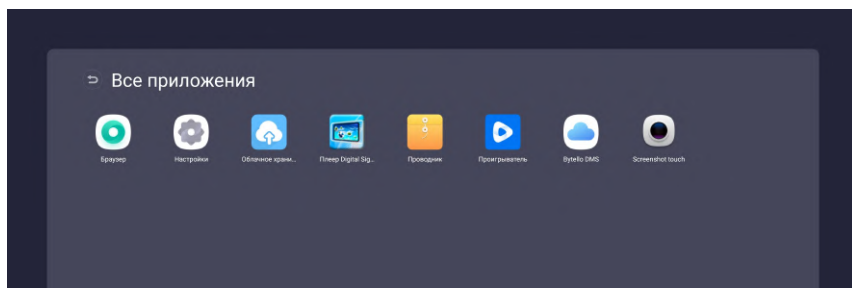 Все приложения
Браузер
Настройки
Облачное храни...
Плеер Digital Sig...
Проводник
Проигрыватель
Bytello DMS
Screenshot touch